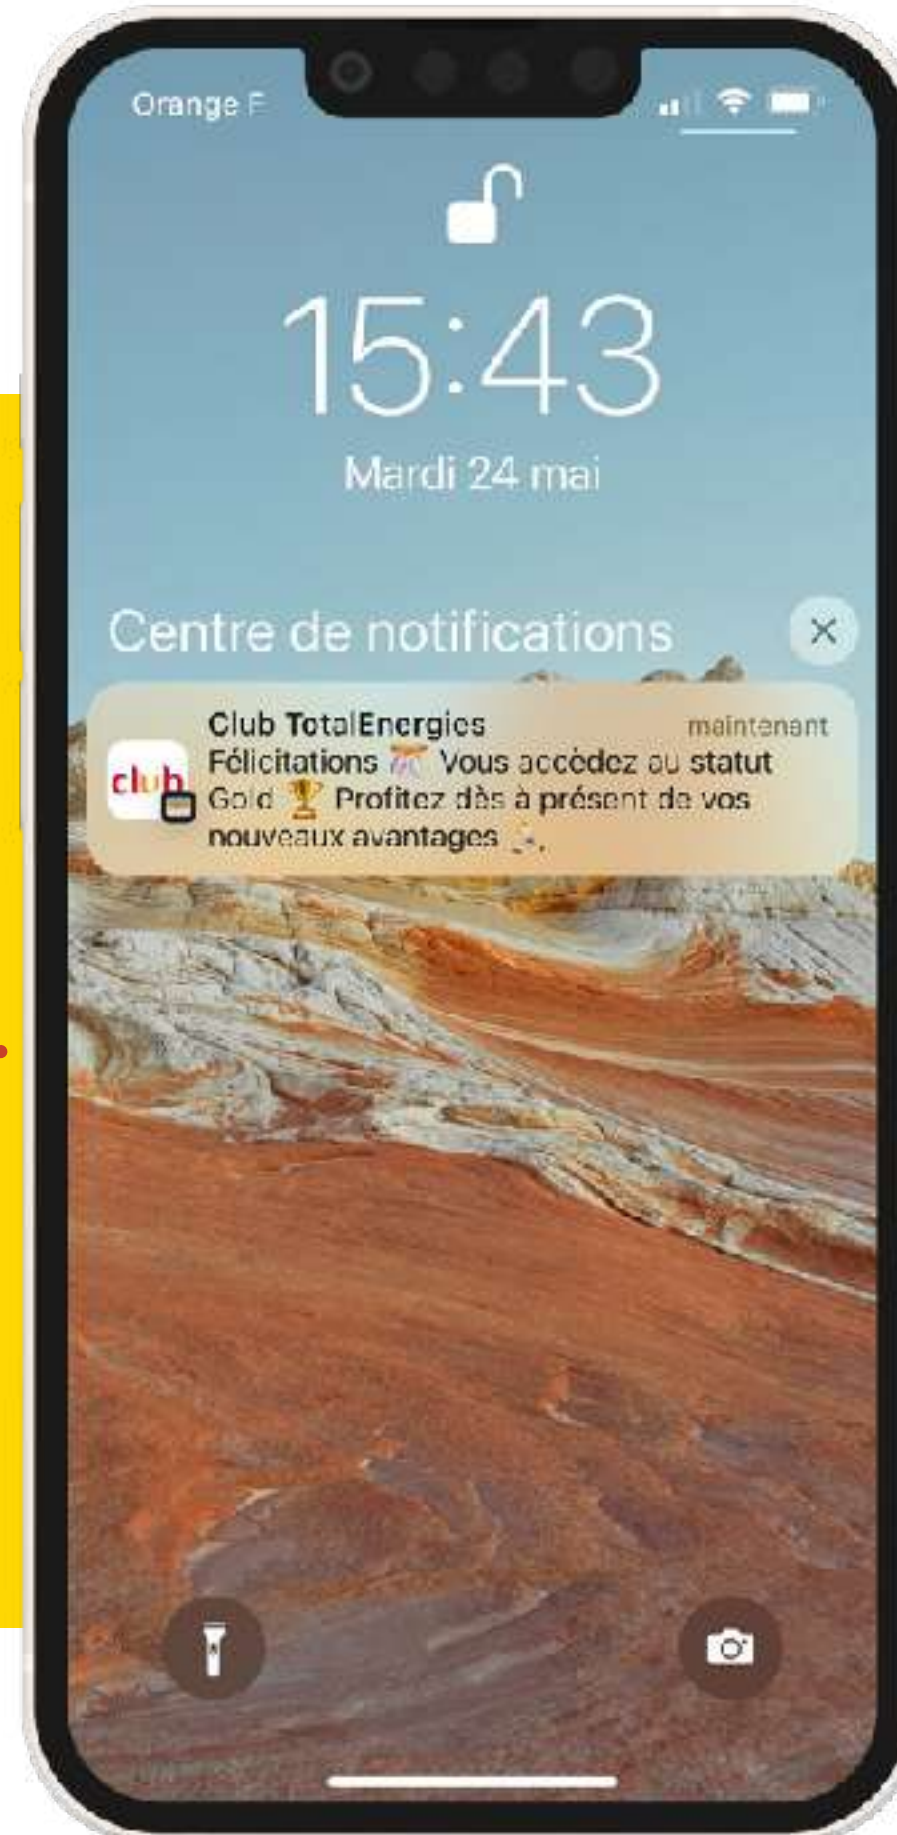 Orange F
15:43
Mardi 24 mai
Centre de notifications
Club TotalEnergies
maintenant
club
Félicitations 🎊 Vous accédez au statut
Gold 🏆 Profitez dès à présent de vos
nouveaux avantages